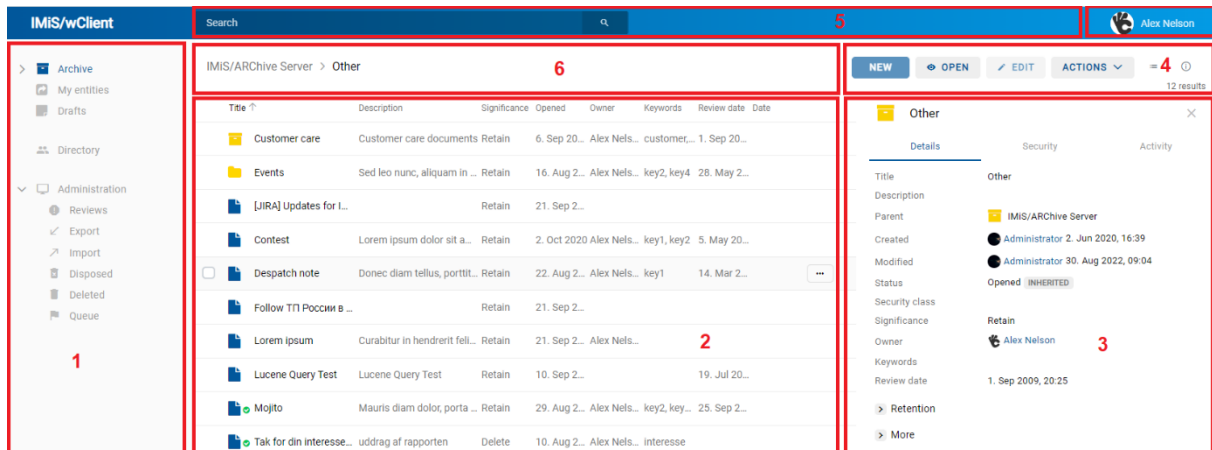 IMiS/wClient
Search
5
Alex Nelson
Archive
My entities
Drafts
Directory
Administration
Reviews
Export
Import
Disposed
Deleted
Queue
1
IMiS/ARChive Server > Other
6
NEW OPEN EDIT ACTIONS
4
12 results
Title Description Significance Opened Owner Keywords Review date Date
Customer care Customer care documents Retain 6. Sep 20... Alex Nels... customer,... 1. Sep 20...
Events Sed leo nunc, aliquam in ... Retain 16. Aug 2... Alex Nels... key2, key4 28. May 2...
[JIRA] Updates for I... Retain 21. Sep 2...
Contest Lorem ipsum dolor sit a... Retain 2. Oct 2020 Alex Nels... key1, key2 5. May 20...
Despatch note Donec diam tellus, porttit... Retain 22. Aug 2... Alex Nels... key1 14. Mar 2...
Follow ТП России в ... Retain 21. Sep 2...
Lorem ipsum Curabitur in hendrerit feli... Retain 21. Sep 2... Alex Nels...
2
Lucene Query Test Lucene Query Test Retain 10. Sep 2... 19. Jul 20...
Mojito Mauris diam dolor, porta ... Retain 29. Aug 2... Alex Nels... key2, key... 25. Sep 2...
Tak for din interesse... uddrag af rapporten Delete 10. Aug 2... Alex Nels... interesse
Other
Details Security Activity
Title Other
Description
Parent IMiS/ARChive Server
Created Administrator 2. Jun 2020, 16:39
Modified Administrator 30. Aug 2022, 09:04
Status Opened INHERITED
Security class
Significance Retain
Owner Alex Nelson
3
Keywords
Review date 1. Sep 2009, 20:25
Retention
More